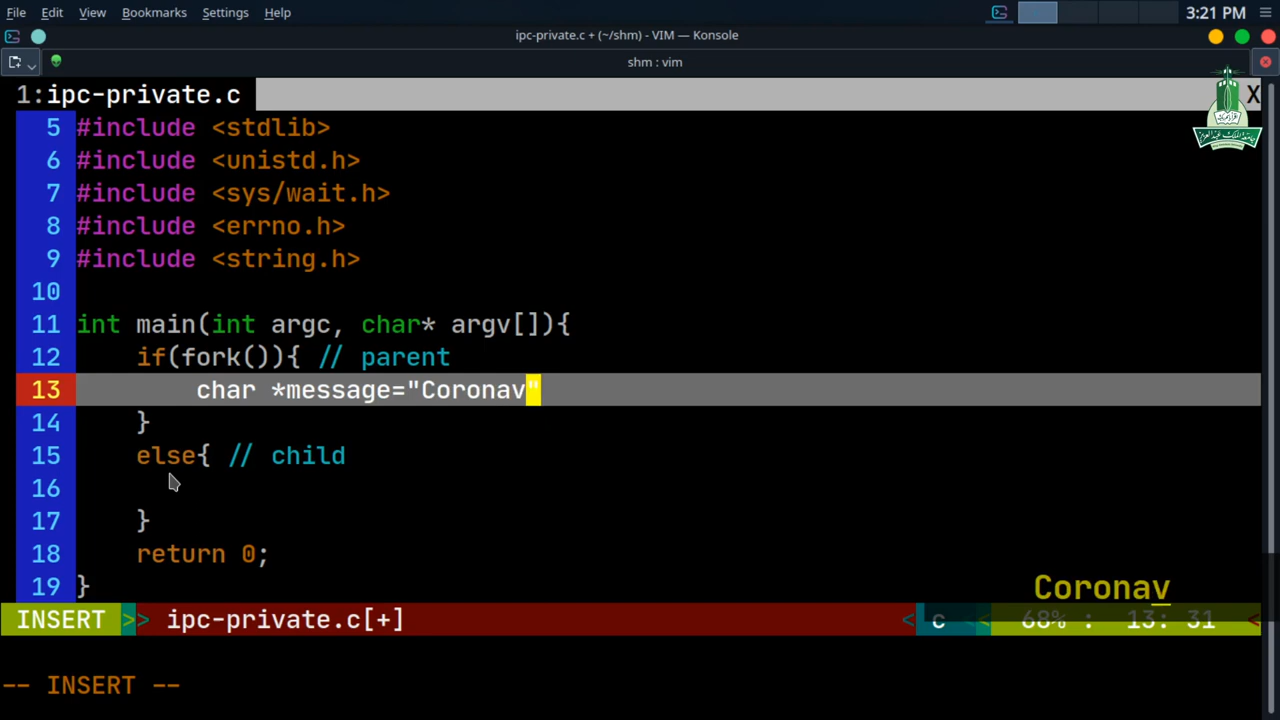 File Edit View Bookmarks Settings Help 3:21 PM
ipc-private.c + (~/shm) - VIM — Konsole
shm : vim
1:ipc-private.c X
5 #include <stdlib>
6 #include <unistd.h>
7 #include <sys/wait.h>
8 #include <errno.h>
9 #include <string.h>
10
11 int main(int argc, char* argv[]){
12 if(fork()){ // parent
13 char *message="Coronav"
14 }
15 else{ // child
16
17 }
18 return 0;
19 }
Coronav
INSERT >> ipc-private.c[+] < c < 68% : 13: 31 <
-- INSERT --